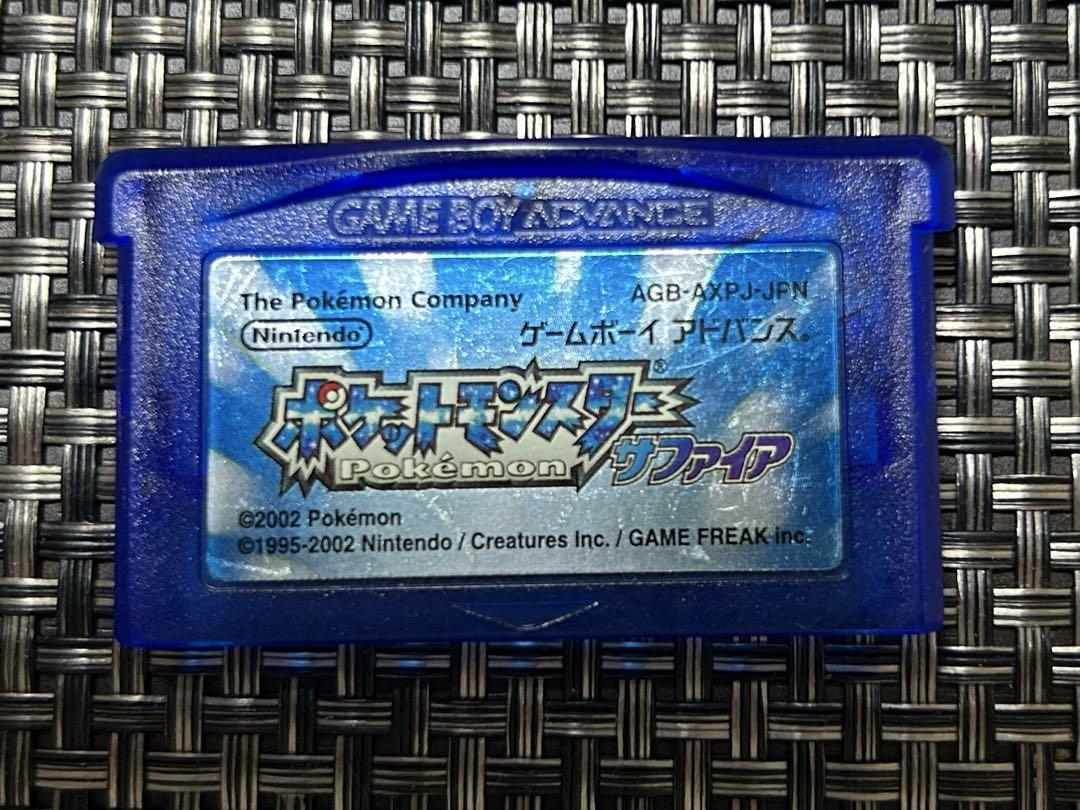 GAME BOY ADVANCE
The Pokémon Company
AGB-AXPJ-JPN
Nintendo
ゲームボーイ アドバンス®
ポケットモンスター®
Pokémon
サファイア
©2002 Pokémon
©1995-2002 Nintendo / Creatures Inc. / GAME FREAK inc.